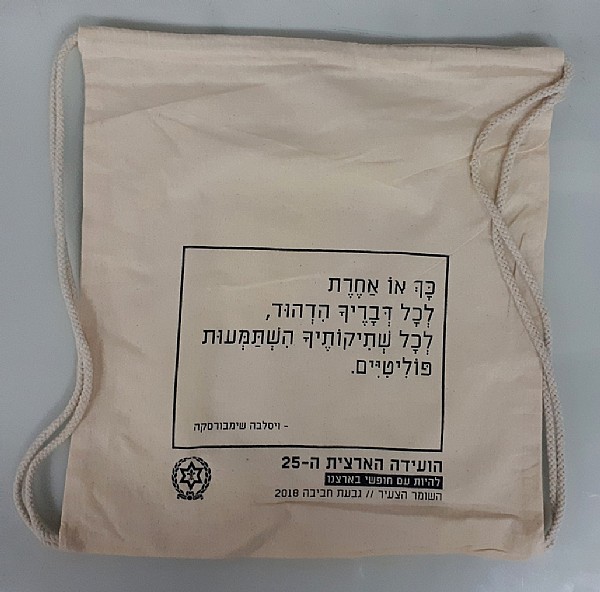 כָּךְ אוֹ אַחֶרֶת
לְכָל דְּבָרֶיךָ הִדְהוּד,
לְכָל שְׁתִיקוֹתֶיךָ הִשְׁתַּמְּעוּת
פּוֹלִיטִיִּים.
- ויסלבה שימבורסקה
הועידה הארצית ה-25
להיות עם חופשי בארצנו
השומר הצעיר // גבעת חביבה 2018